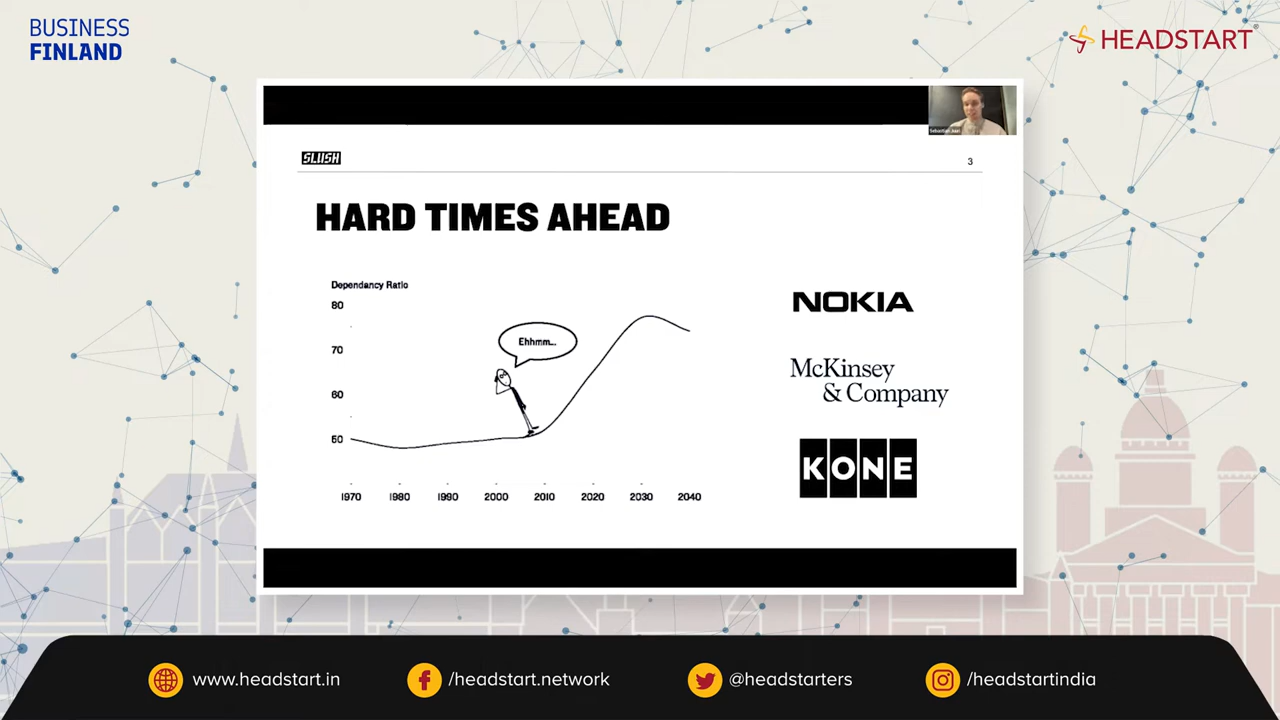 BUSINESS
FINLAND
HEADSTART
SLUSH
3
HARD TIMES AHEAD
Dependancy Ratio
80
70
60
50
Ehhmm...
1970 1980 1990 2000 2010 2020 2030 2040
NOKIA
McKinsey
& Company
KONE
www.headstart.in
/headstart.network
@headstarters
/headstartindia